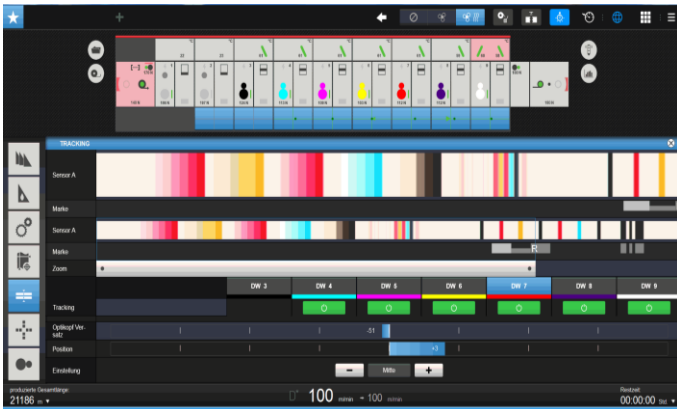 TRACKING
Sensor A
Marke
Sensor A
Marke
R
Zoom
DW 3 DW 4 DW 5 DW 6 DW 7 DW 8 DW 9
Tracking
Optikopf Ver-
satz
-51
Position
+3
Einstellung
− Mitte +
produzierte Gesamtlänge:
21186 m
100 m/min = 100 m/min
Restzeit:
00:00:00 Std.